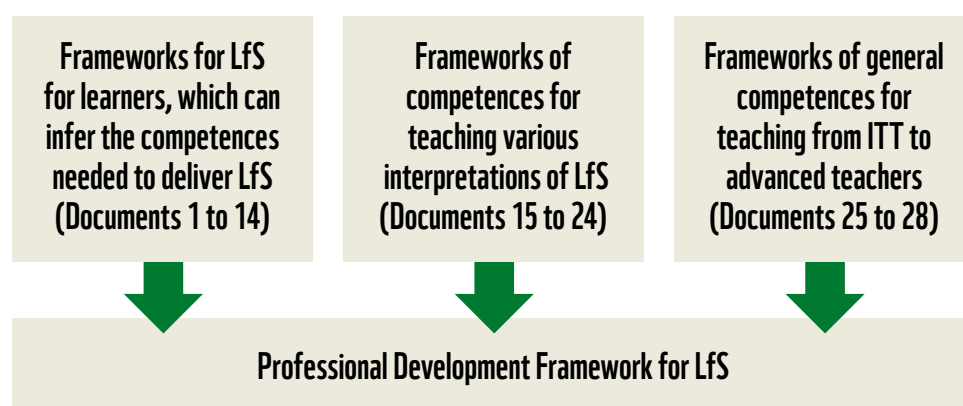 Frameworks for LfS
for learners, which can
infer the competences
needed to deliver LfS
(Documents 1 to 14)
Frameworks of
competences for
teaching various
interpretations of LfS
(Documents 15 to 24)
Frameworks of general
competences for
teaching from ITT to
advanced teachers
(Documents 25 to 28)
Professional Development Framework for LfS